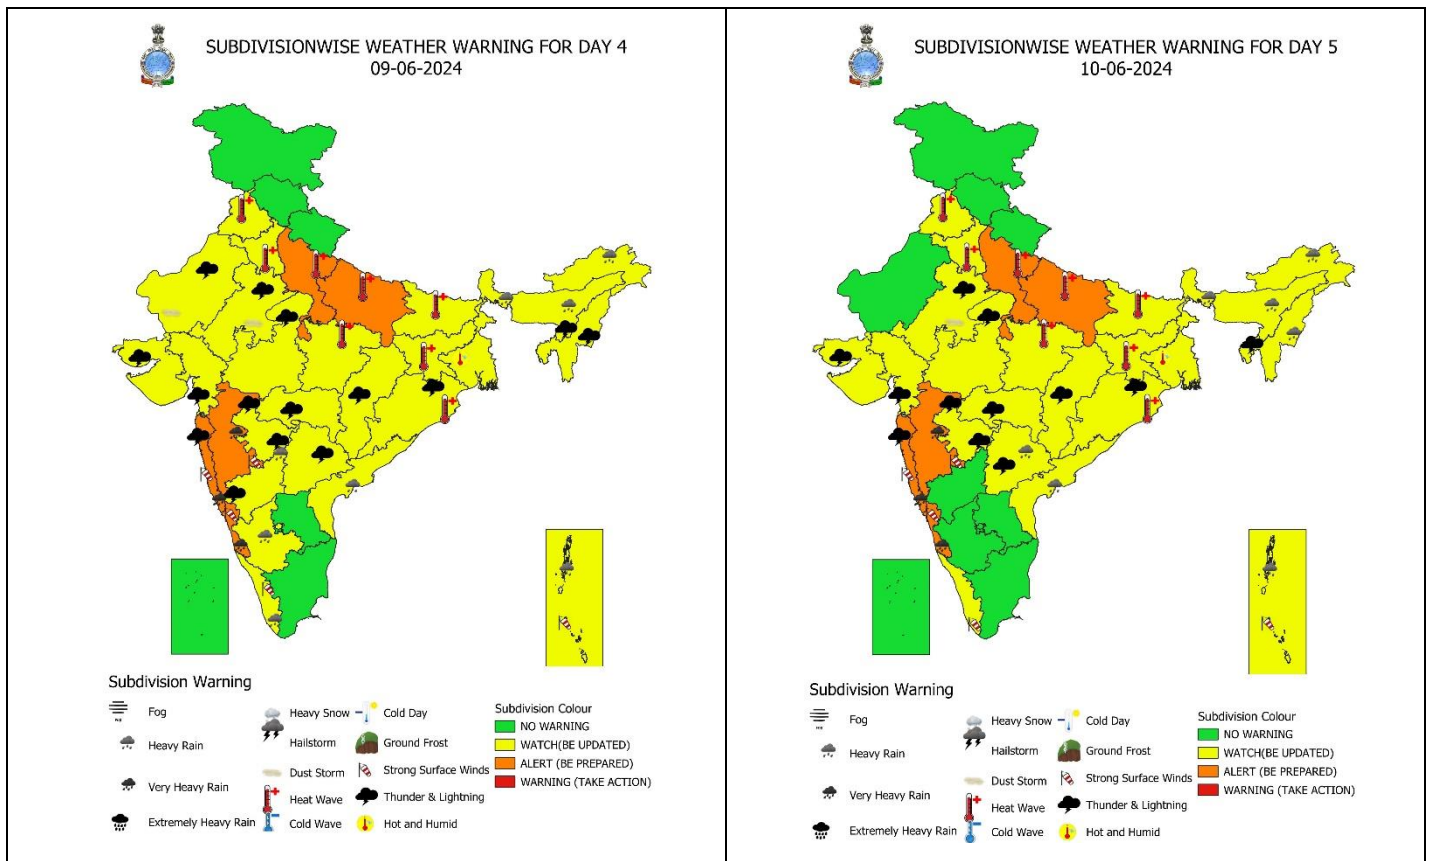 SUBDIVISIONWISE WEATHER WARNING FOR DAY 4
09-06-2024
Subdivision Warning
Fog
Heavy Rain
Very Heavy Rain
Extremely Heavy Rain
Heavy Snow
Hailstorm
Dust Storm
Heat Wave
Cold Wave
Cold Day
Ground Frost
Strong Surface Winds
Thunder & Lightning
Hot and Humid
Subdivision Colour
NO WARNING
WATCH(BE UPDATED)
ALERT (BE PREPARED)
WARNING (TAKE ACTION)
SUBDIVISIONWISE WEATHER WARNING FOR DAY 5
10-06-2024
Subdivision Warning
Fog
Heavy Rain
Very Heavy Rain
Extremely Heavy Rain
Heavy Snow
Hailstorm
Dust Storm
Heat Wave
Cold Wave
Cold Day
Ground Frost
Strong Surface Winds
Thunder & Lightning
Hot and Humid
Subdivision Colour
NO WARNING
WATCH(BE UPDATED)
ALERT (BE PREPARED)
WARNING (TAKE ACTION)